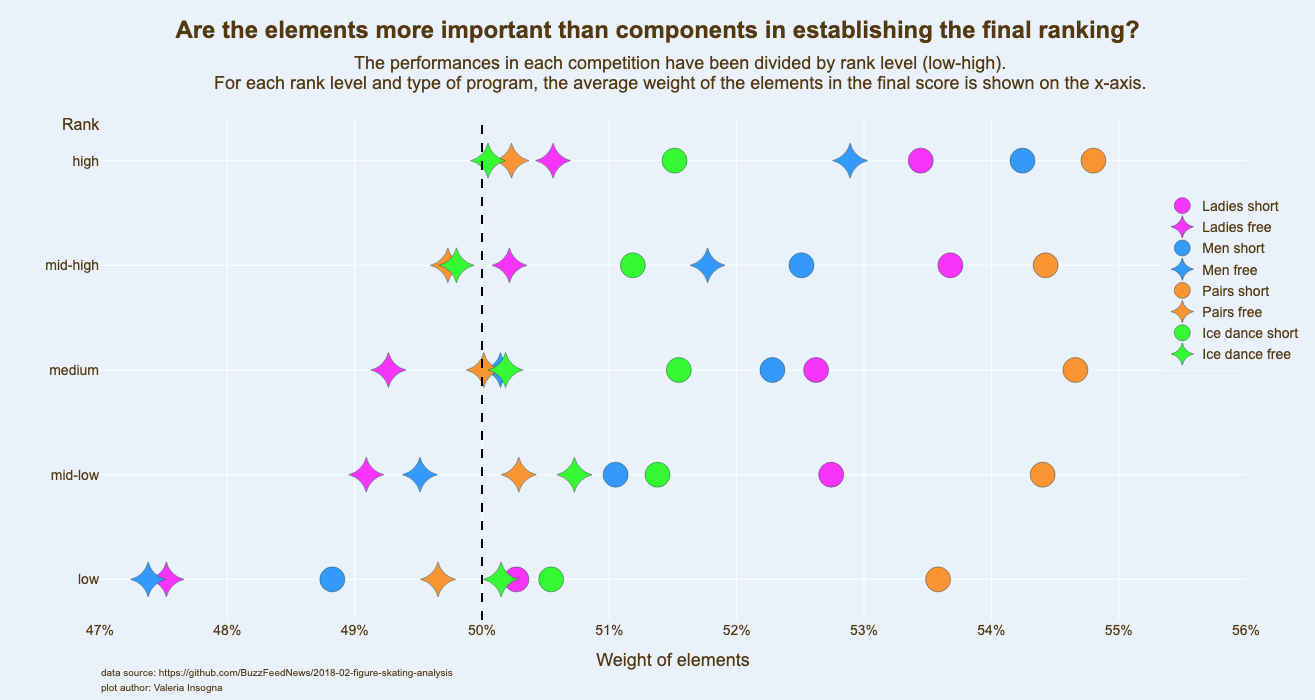 Are the elements more important than components in establishing the final ranking?
The performances in each competition have been divided by rank level (low-high).
For each rank level and type of program, the average weight of the elements in the final score is shown on the x-axis.
Rank
high
mid-high
medium
mid-low
low
Ladies short
Ladies free
Men short
Men free
Pairs short
Pairs free
Ice dance short
Ice dance free
47% 48% 49% 50% 51% 52% 53% 54% 55% 56%
Weight of elements
data source: https://github.com/BuzzFeedNews/2018-02-figure-skating-analysis
plot author: Valeria Insogna